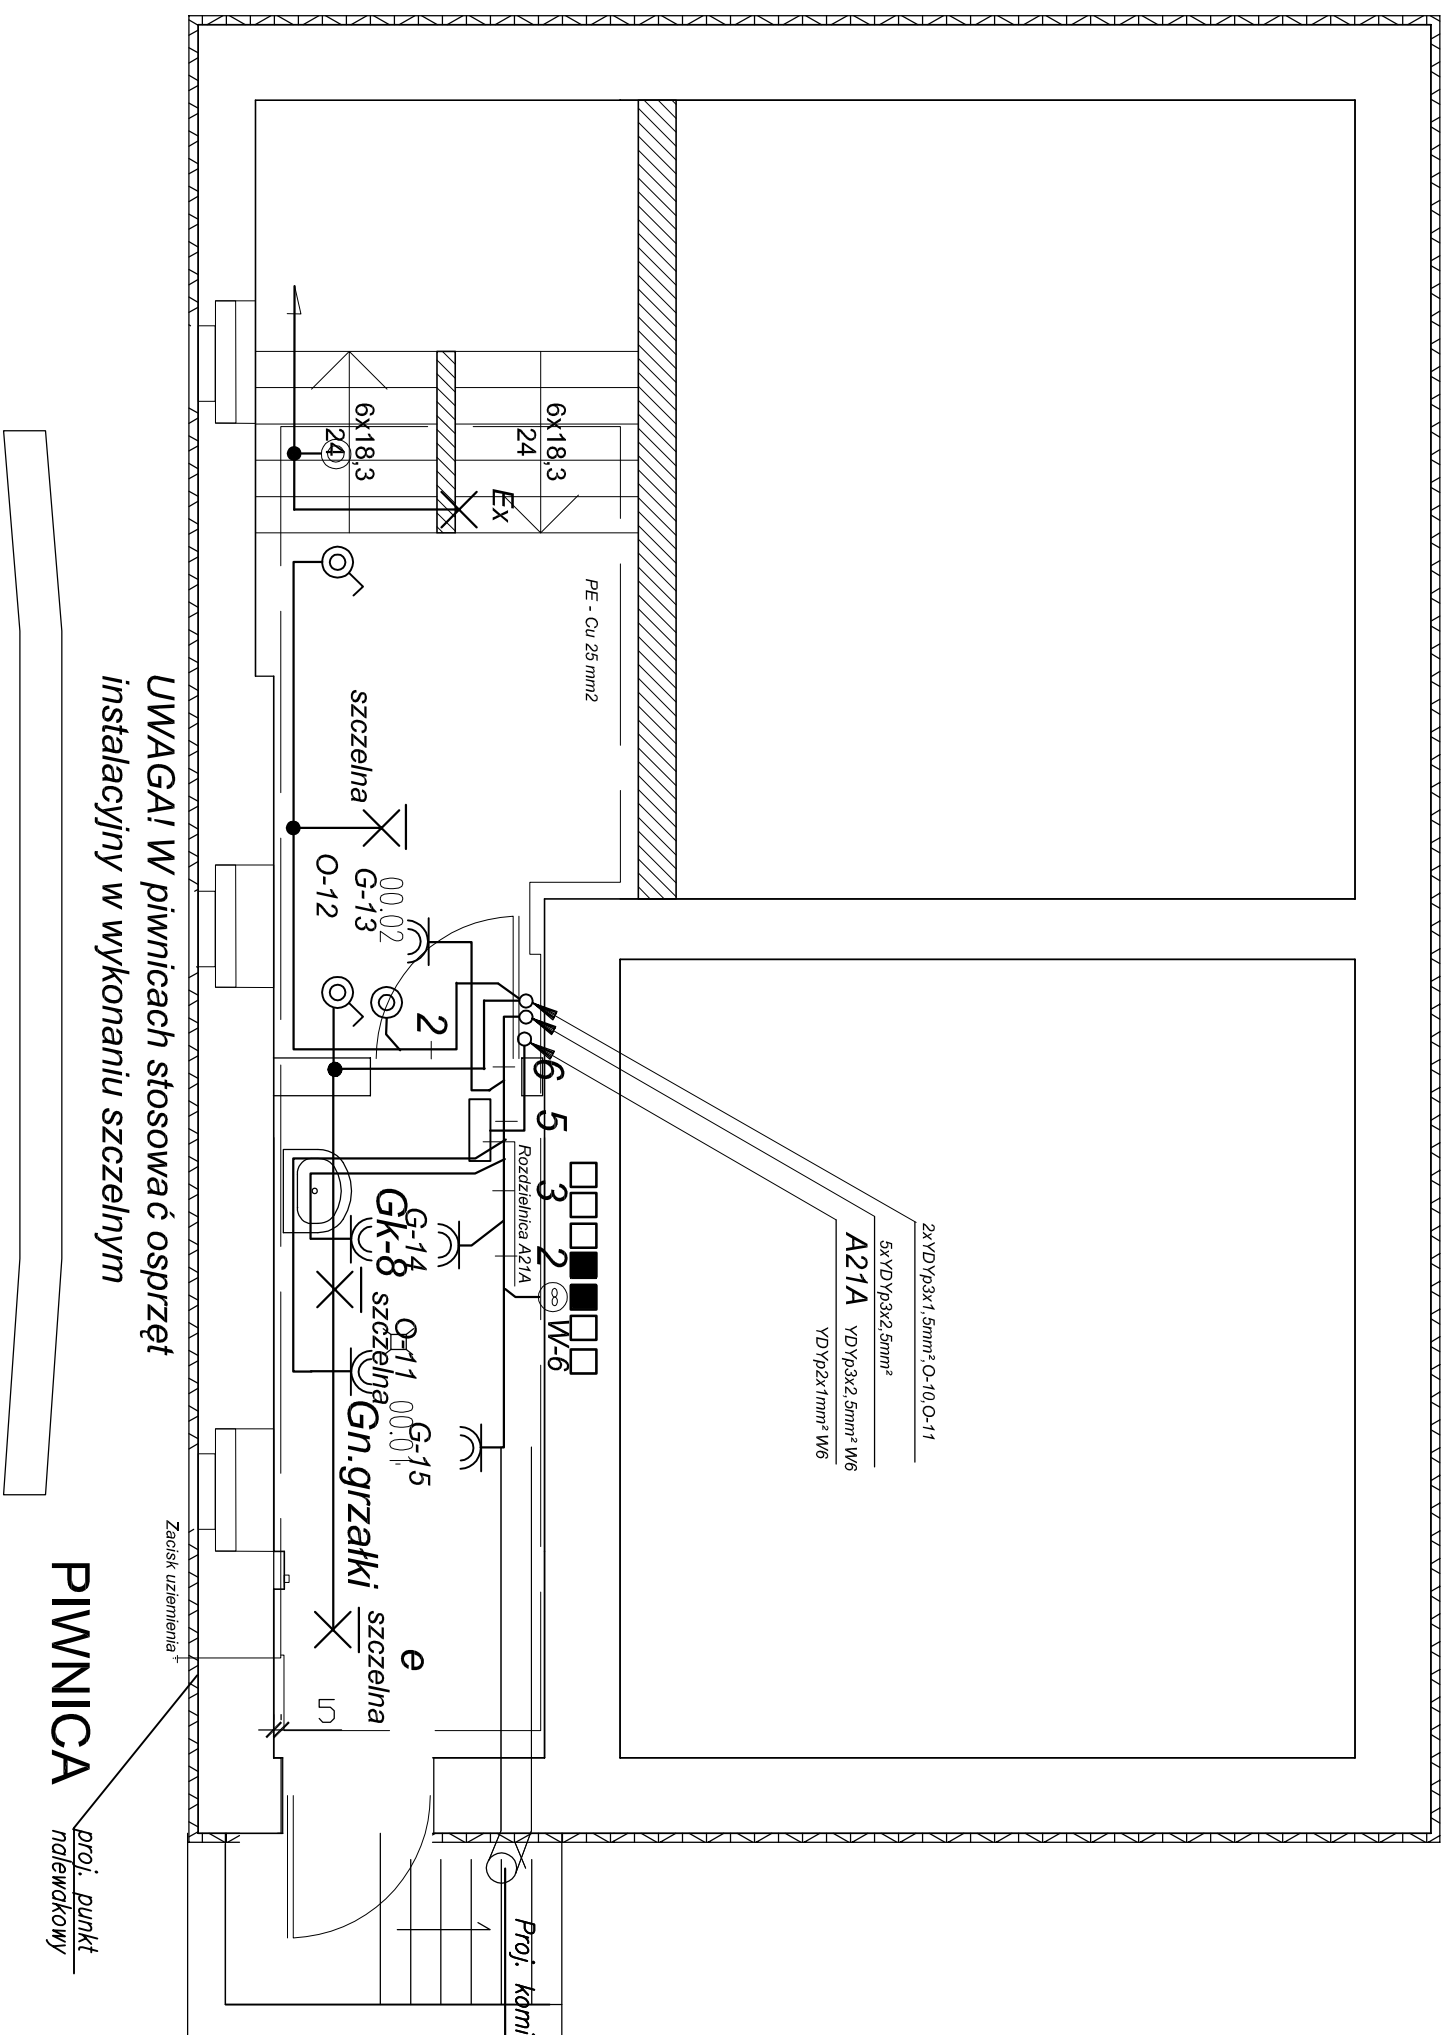 2xYDYp3x1,5mm²,O-10,O-11
5xYDYp3x2,5mm²
A21A YDYp3x2,5mm² W6
YDYp2x1mm² W6
PE - Cu 25 mm2
6x18,3
24
6x18,3
24
Ex
szczelna
00.02
G-13
O-12
2
6
5
3
2
W-6
Rozdzielnica A21A
G-14
Gk-8
szczelna
O-11
00.01
G-15
Gn.grzałki
szczelna
e
5
Proj.
Zacisk uziemienia
UWAGA! W piwnicach stosować osprzęt
instalacyjny w wykonaniu szczelnym
PIWNICA
proj. punkt
nalewakowy